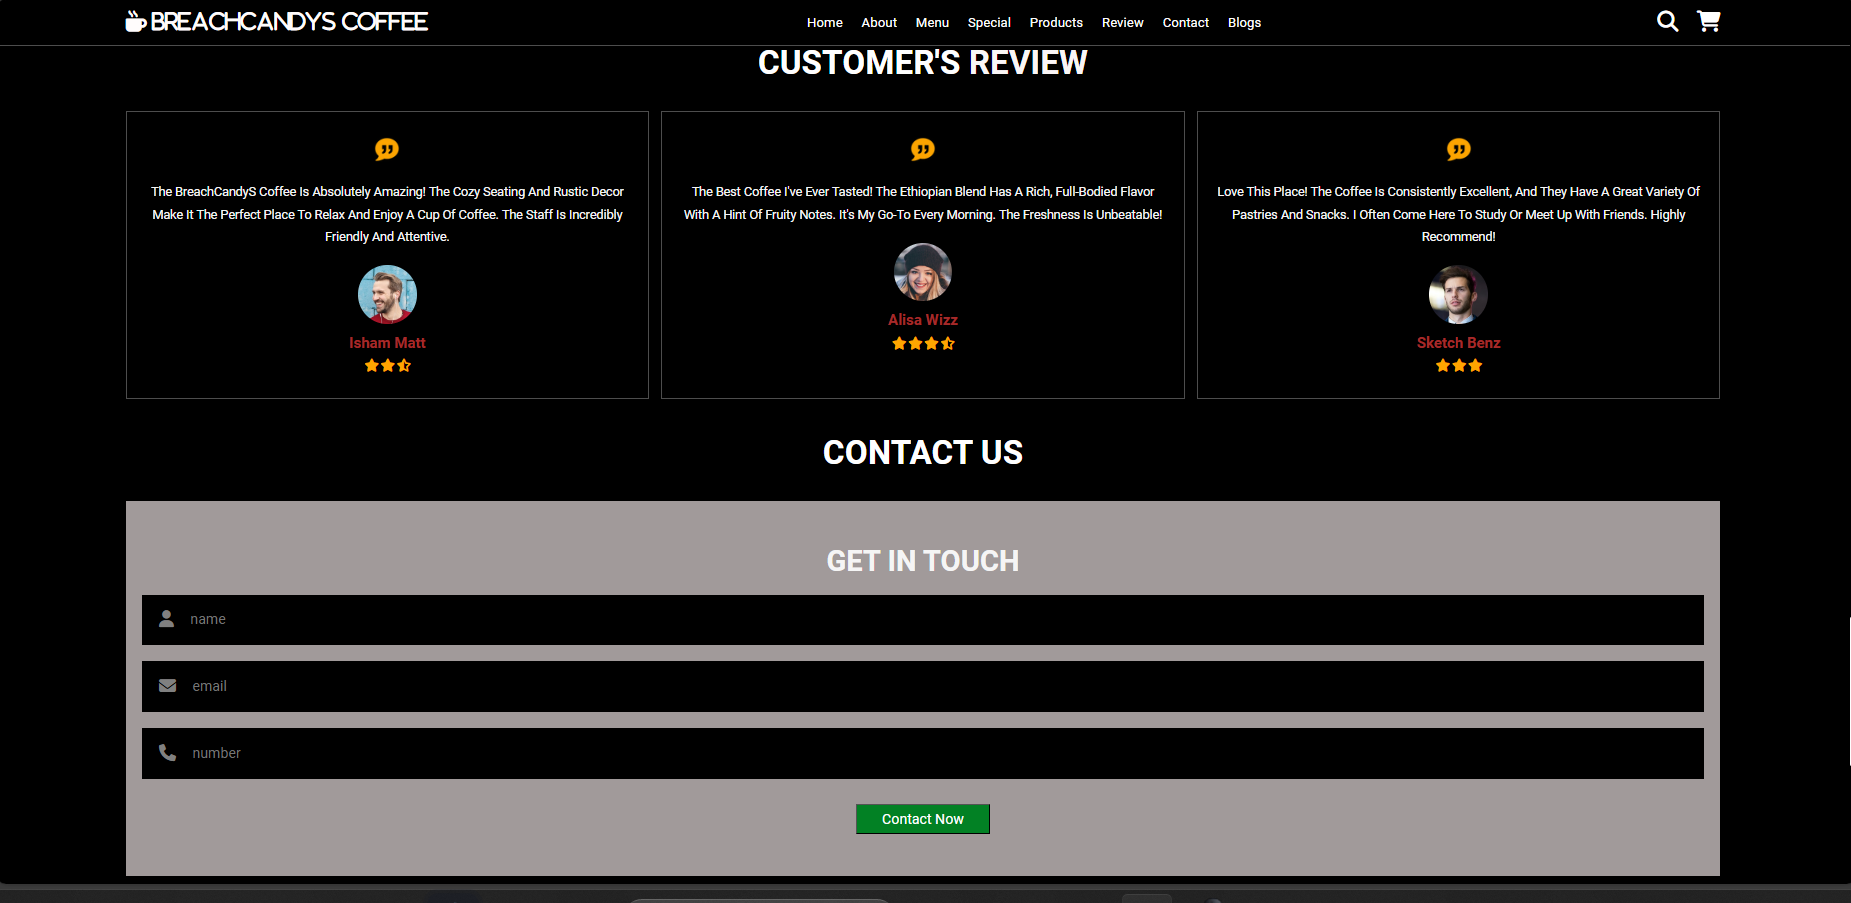 BREACHCANDYS COFFEE
Home About Menu Special Products Review Contact Blogs
CUSTOMER'S REVIEW
The BreachCandyS Coffee Is Absolutely Amazing! The Cozy Seating And Rustic Decor
Make It The Perfect Place To Relax And Enjoy A Cup Of Coffee. The Staff Is Incredibly
Friendly And Attentive.
Isham Matt
The Best Coffee I've Ever Tasted! The Ethiopian Blend Has A Rich, Full-Bodied Flavor
With A Hint Of Fruity Notes. It's My Go-To Every Morning. The Freshness Is Unbeatable!
Alisa Wizz
Love This Place! The Coffee Is Consistently Excellent, And They Have A Great Variety Of
Pastries And Snacks. I Often Come Here To Study Or Meet Up With Friends. Highly
Recommend!
Sketch Benz
CONTACT US
GET IN TOUCH
name
email
number
Contact Now